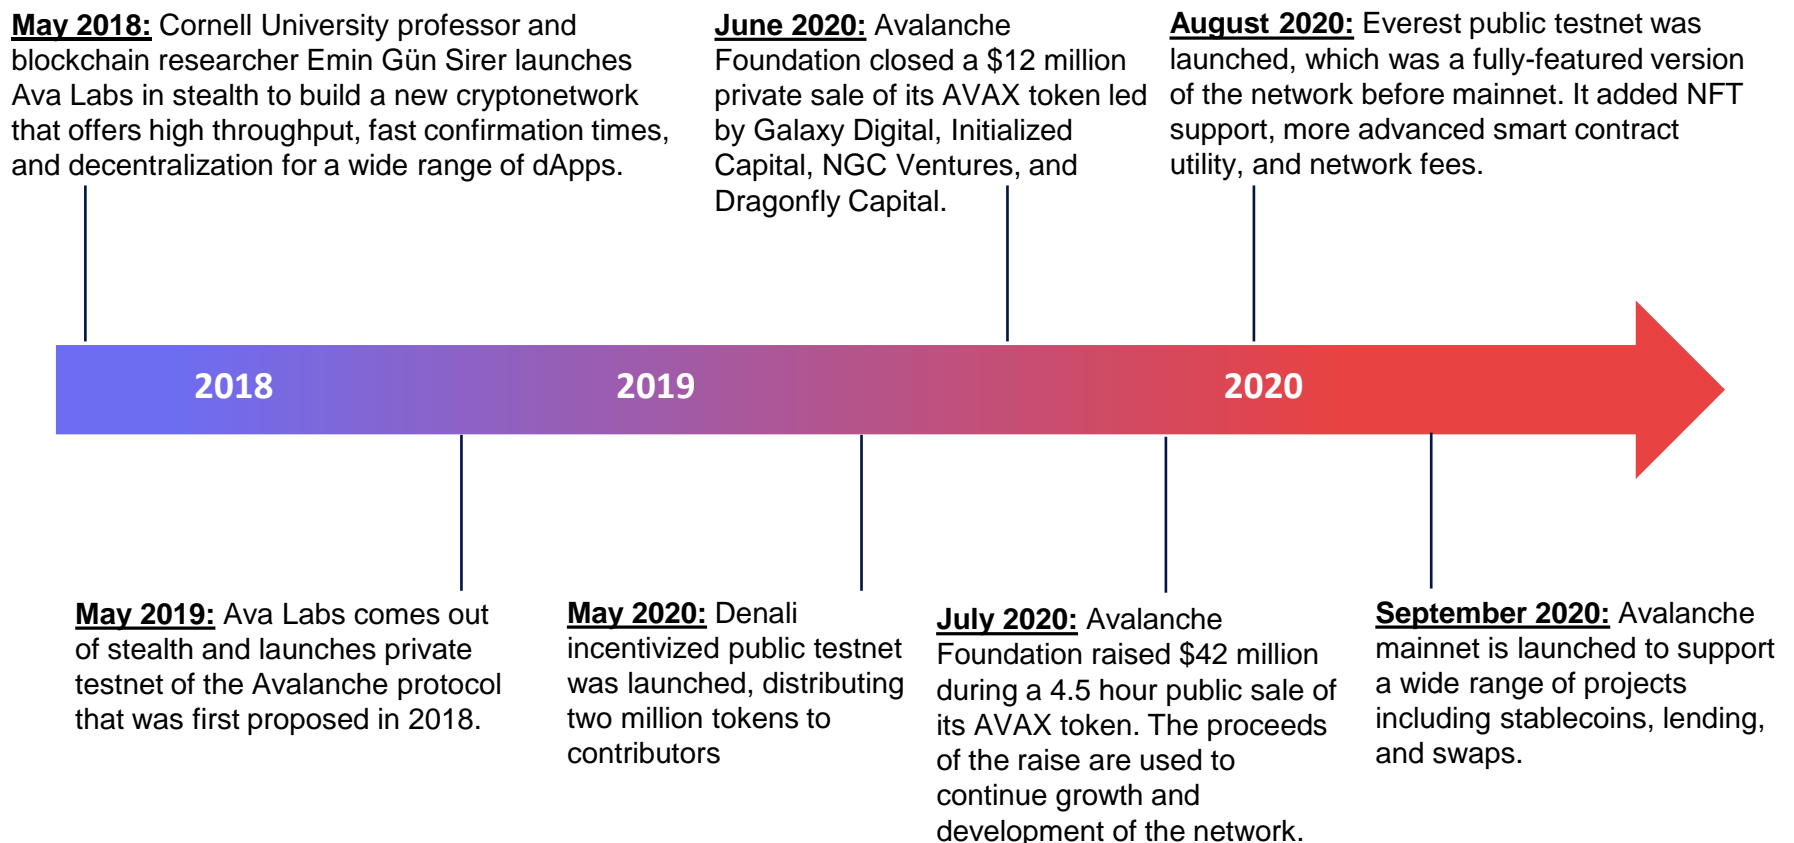 May 2018: Cornell University professor and
blockchain researcher Emin Gün Sirer launches
Ava Labs in stealth to build a new cryptonetwork
that offers high throughput, fast confirmation times,
and decentralization for a wide range of dApps.
June 2020: Avalanche
Foundation closed a $12 million
private sale of its AVAX token led
by Galaxy Digital, Initialized
Capital, NGC Ventures, and
Dragonfly Capital.
August 2020: Everest public testnet was
launched, which was a fully-featured version
of the network before mainnet. It added NFT
support, more advanced smart contract
utility, and network fees.
2018
2019
2020
May 2019: Ava Labs comes out
of stealth and launches private
testnet of the Avalanche protocol
that was first proposed in 2018.
May 2020: Denali
incentivized public testnet
was launched, distributing
two million tokens to
contributors
July 2020: Avalanche
Foundation raised $42 million
during a 4.5 hour public sale of
its AVAX token. The proceeds
of the raise are used to
continue growth and
development of the network.
September 2020: Avalanche
mainnet is launched to support
a wide range of projects
including stablecoins, lending,
and swaps.